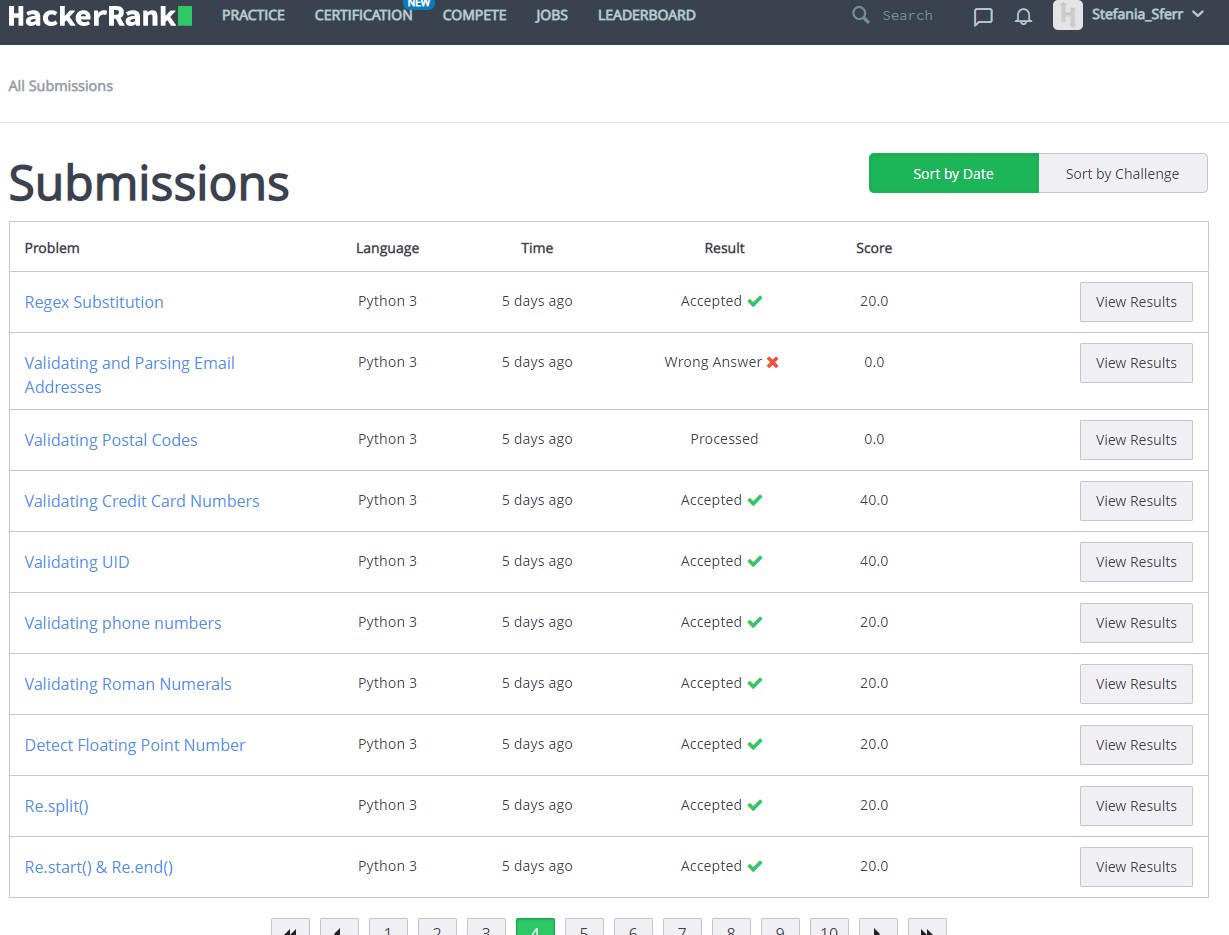 HackerRank PRACTICE CERTIFICATION NEW COMPETE JOBS LEADERBOARD Search Stefania_Sferr
All Submissions
Submissions
Sort by Date Sort by Challenge
Problem Language Time Result Score
Regex Substitution Python 3 5 days ago Accepted 20.0 View Results
Validating and Parsing Email Python 3 5 days ago Wrong Answer 0.0 View Results
Addresses
Validating Postal Codes Python 3 5 days ago Processed 0.0 View Results
Validating Credit Card Numbers Python 3 5 days ago Accepted 40.0 View Results
Validating UID Python 3 5 days ago Accepted 40.0 View Results
Validating phone numbers Python 3 5 days ago Accepted 20.0 View Results
Validating Roman Numerals Python 3 5 days ago Accepted 20.0 View Results
Detect Floating Point Number Python 3 5 days ago Accepted 20.0 View Results
Re.split() Python 3 5 days ago Accepted 20.0 View Results
Re.start() & Re.end() Python 3 5 days ago Accepted 20.0 View Results
1 2 3 4 5 6 7 8 9 10